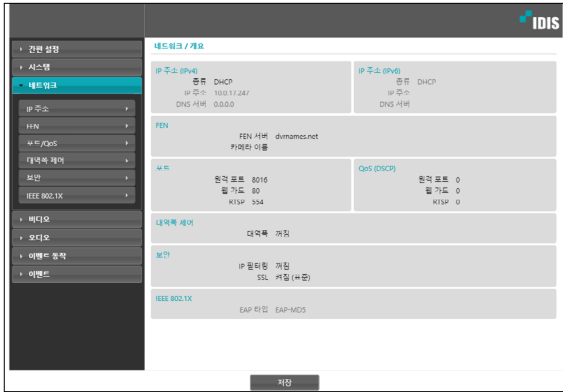 IDIS
간편 설정
시스템
네트워크
IP 주소
FEN
포트/QoS
대역폭 제어
보안
IEEE 802.1X
비디오
오디오
이벤트 동작
이벤트
네트워크 / 개요
IP 주소 (IPv4)
종류 DHCP
IP 주소 10.0.17.247
DNS 서버 0.0.0.0
IP 주소 (IPv6)
종류 DHCP
IP 주소
DNS 서버
FEN
FEN 서버 dvrnames.net
카메라 이름
포트
원격 포트 8016
웹 가드 80
RTSP 554
QoS (DSCP)
원격 포트 0
웹 가드 0
RTSP 0
대역폭 제어
대역폭 꺼짐
보안
IP 필터링 꺼짐
SSL 켜짐 (표준)
IEEE 802.1X
EAP 타입 EAP-MD5
저장